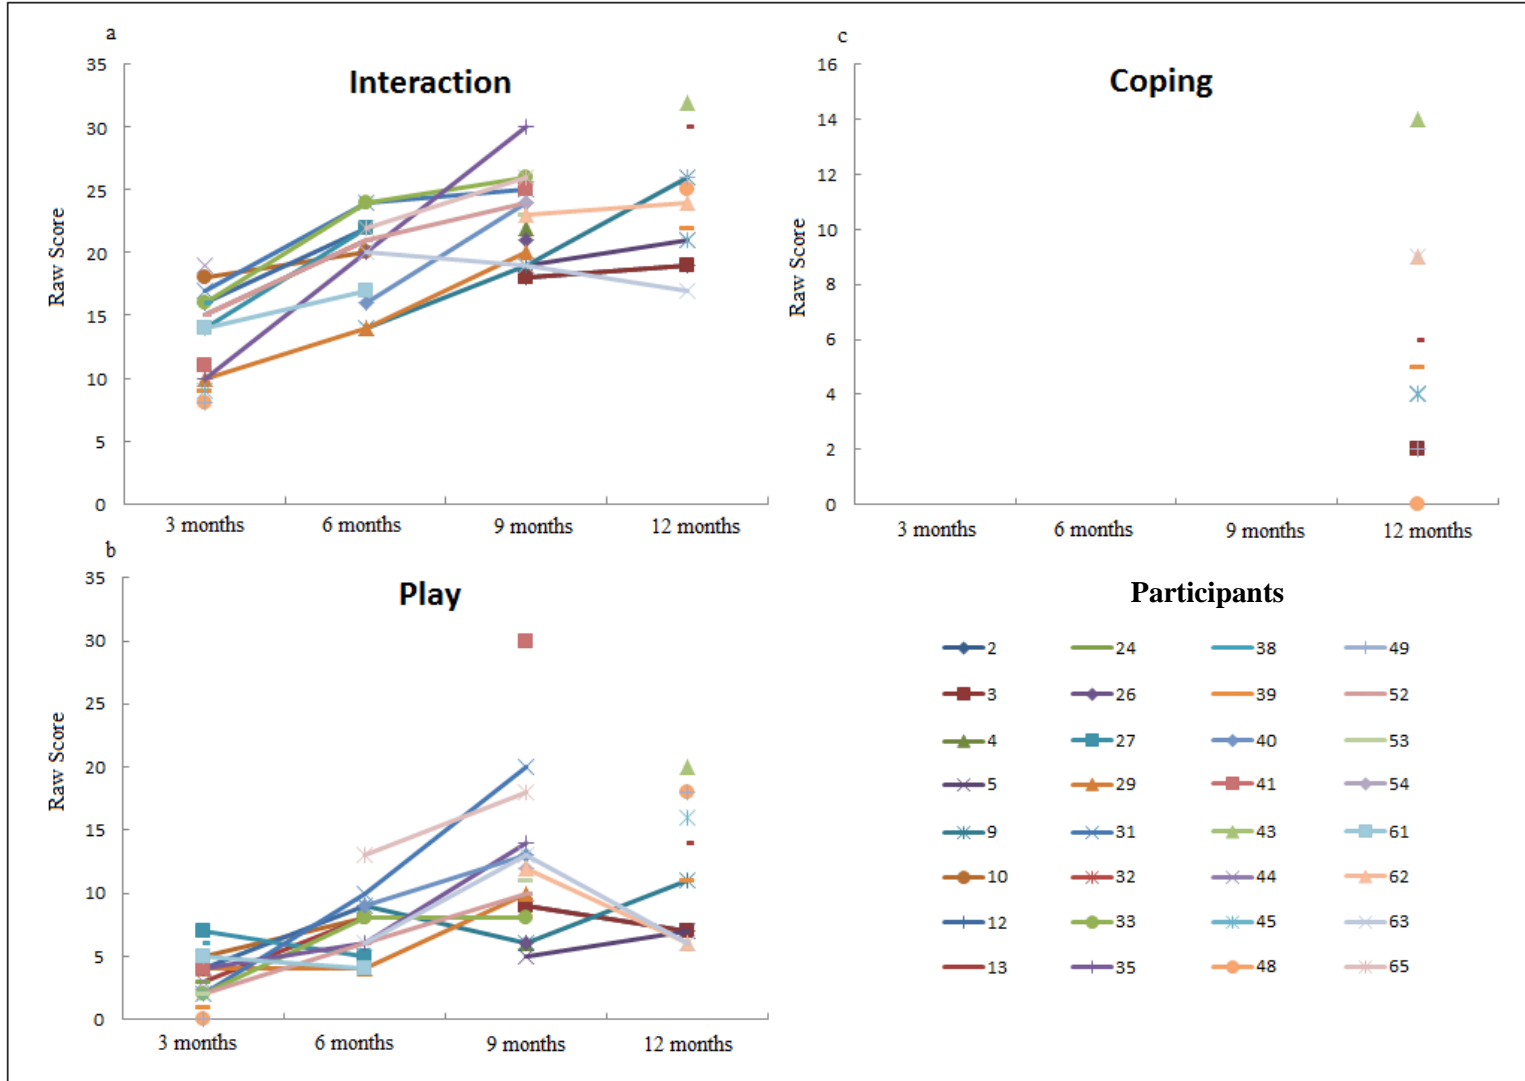 a
Interaction
35
30
25
20
15
10
5
0
Raw Score
3 months 6 months 9 months 12 months
c
Coping
16
14
12
10
8
6
4
2
0
Raw Score
3 months 6 months 9 months 12 months
b
Play
35
30
25
20
15
10
5
0
Raw Score
3 months 6 months 9 months 12 months
Participants
2 24 38 49
3 26 39 52
4 27 40 53
5 29 41 54
9 31 43 61
10 32 44 62
12 33 45 63
13 35 48 65